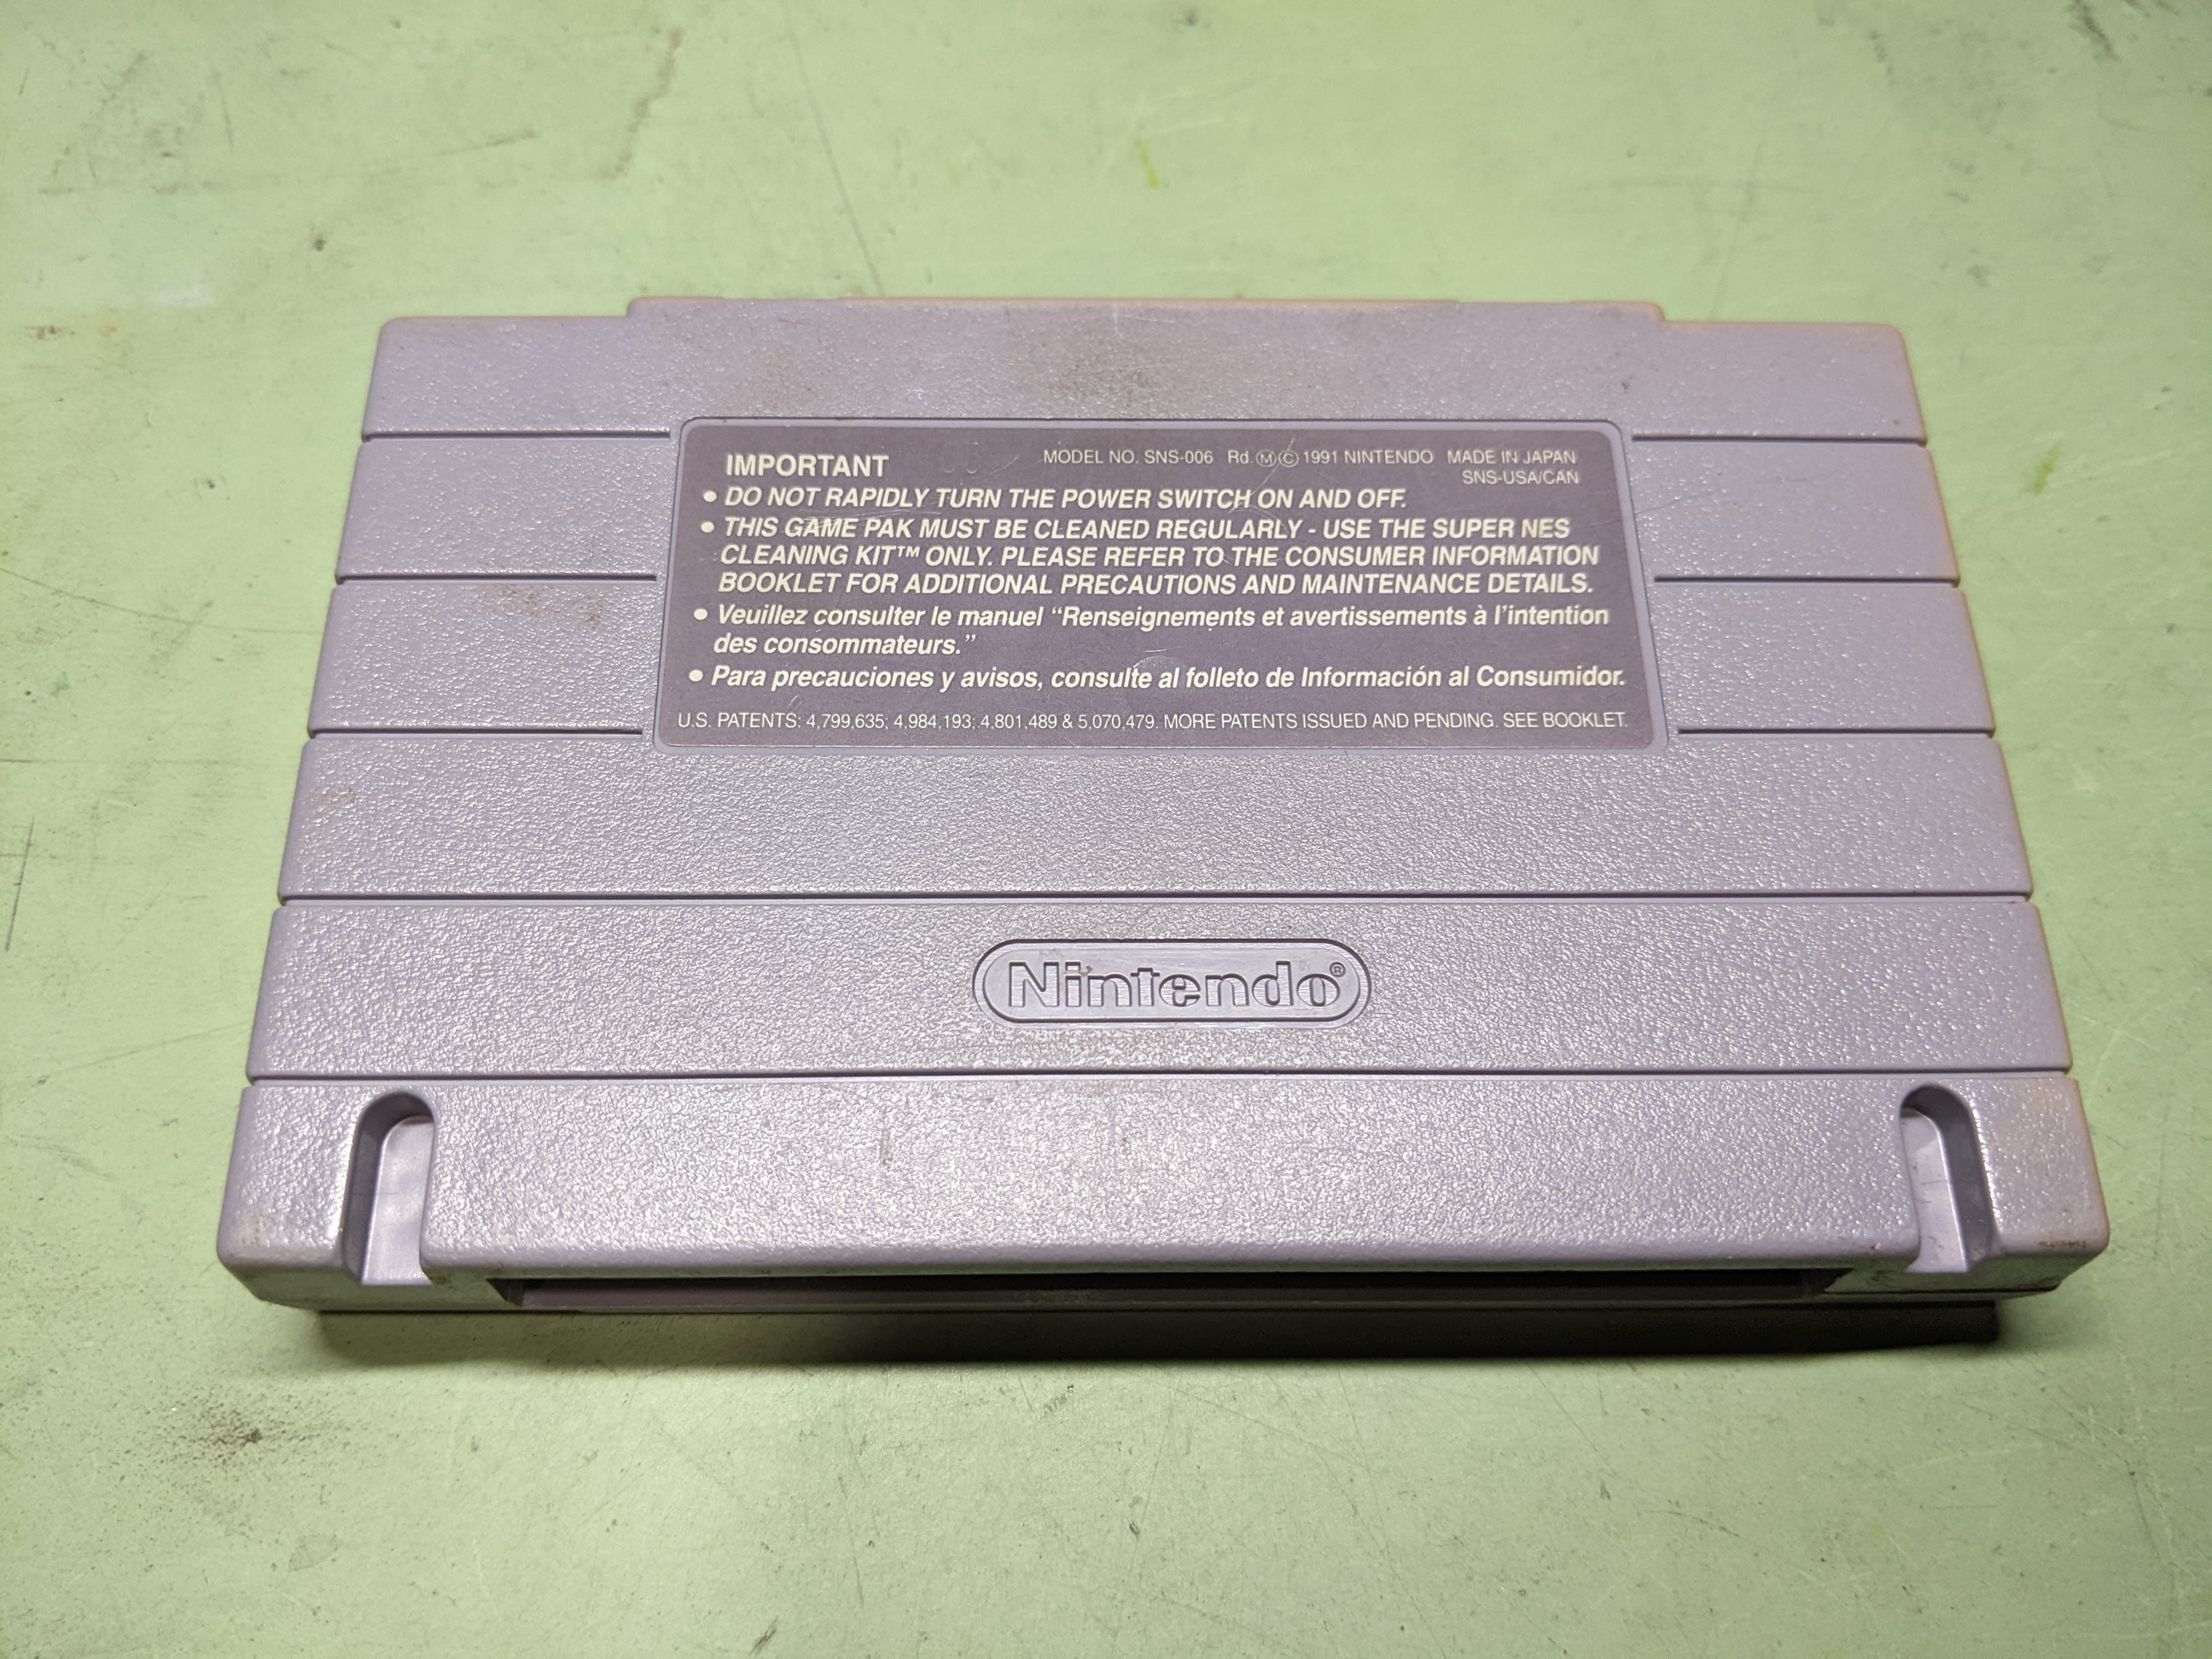 IMPORTANT MODEL NO. SNS-006 Rd. Ⓜ© 1991 NINTENDO MADE IN JAPAN
SNS-USA/CAN
• DO NOT RAPIDLY TURN THE POWER SWITCH ON AND OFF.
• THIS GAME PAK MUST BE CLEANED REGULARLY - USE THE SUPER NES
CLEANING KIT™ ONLY. PLEASE REFER TO THE CONSUMER INFORMATION
BOOKLET FOR ADDITIONAL PRECAUTIONS AND MAINTENANCE DETAILS.
• Veuillez consulter le manuel “Renseignements et avertissements à l’intention
des consommateurs.”
• Para precauciones y avisos, consulte al folleto de Información al Consumidor.
U.S. PATENTS: 4,799,635; 4,984,193; 4,801,489 & 5,070,479. MORE PATENTS ISSUED AND PENDING. SEE BOOKLET.
Nintendo®